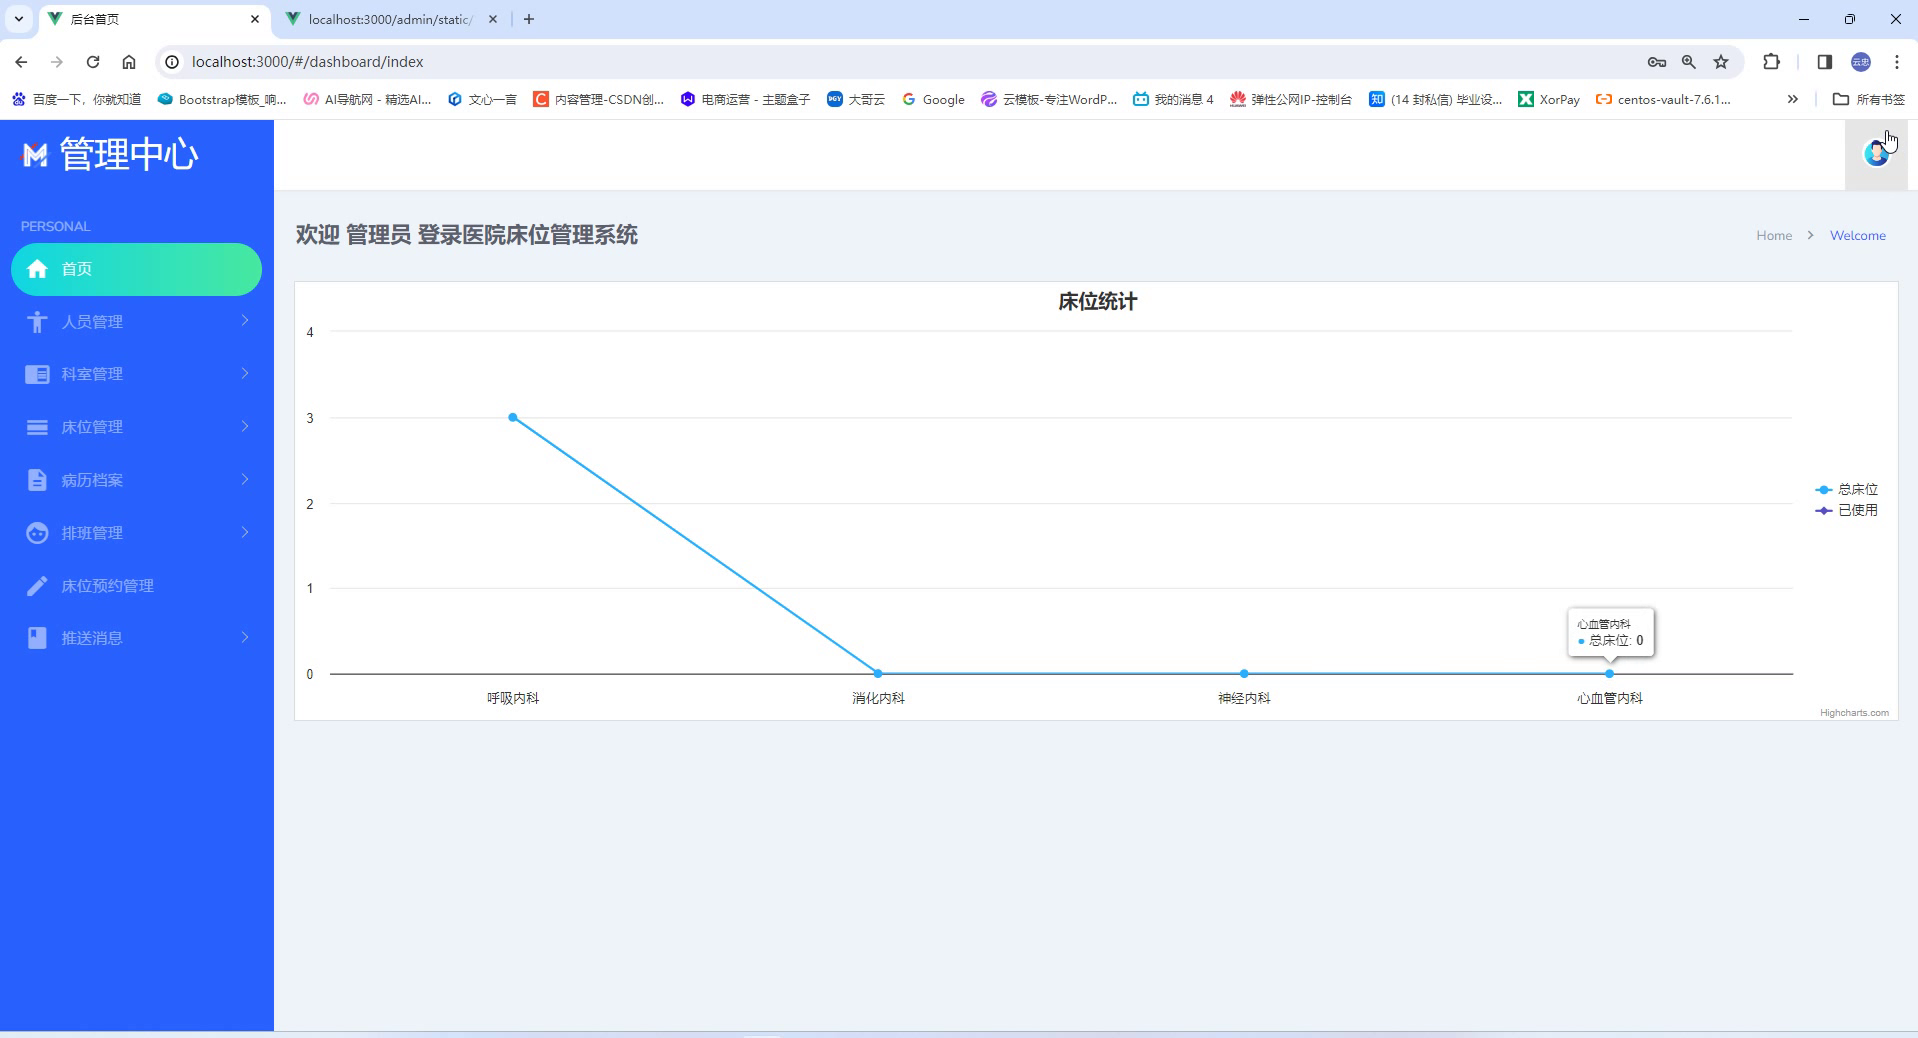 后台首页
localhost:3000/admin/static/
localhost:3000/#/dashboard/index
云忠
百度一下，你就知道
Bootstrap模板_响...
AI导航网 - 精选AI...
文心一言
内容管理-CSDN创...
电商运营 - 主题盒子
大哥云
Google
云模板-专注WordP...
我的消息 4
弹性公网IP-控制台
知
(14 封私信) 毕业设...
XorPay
centos-vault-7.6.1...
所有书签
管理中心
PERSONAL
首页
人员管理
科室管理
床位管理
病历档案
排班管理
床位预约管理
推送消息
欢迎 管理员 登录医院床位管理系统
Home
Welcome
床位统计
4
3
2
1
0
呼吸内科
消化内科
神经内科
心血管内科
心血管内科
总床位: 0
总床位
已使用
Highcharts.com